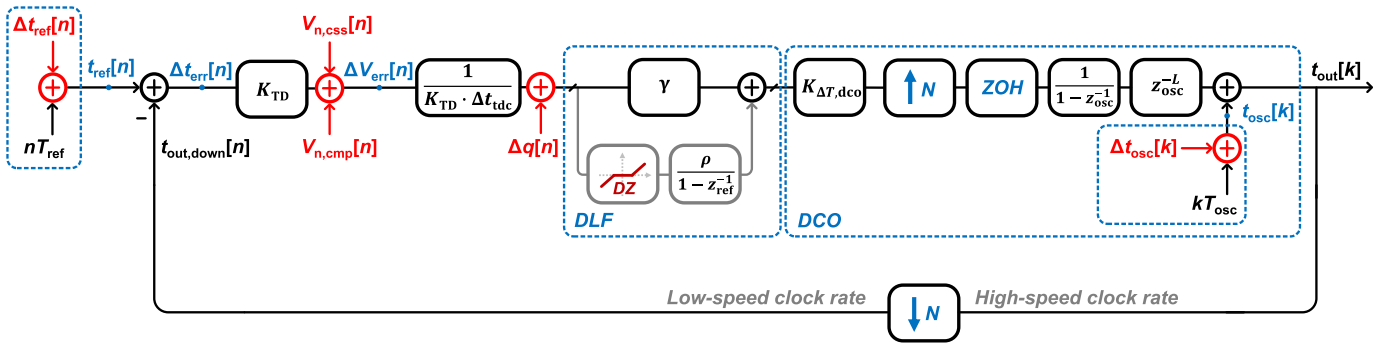 Δt_ref[n]
nT_ref
t_ref[n]
−
Δt_err[n]
t_out,down[n]
K_TD
V_n,css[n]
V_n,cmp[n]
ΔV_err[n]
1
K_TD · Δt_tdc
Δq[n]
γ
DZ
ρ
1 − z_ref^−1
DLF
K_ΔT,dco
N
ZOH
1
1 − z_osc^−1
z_osc^−L
t_out[k]
t_osc[k]
Δt_osc[k]
kT_osc
DCO
Low-speed clock rate
N
High-speed clock rate